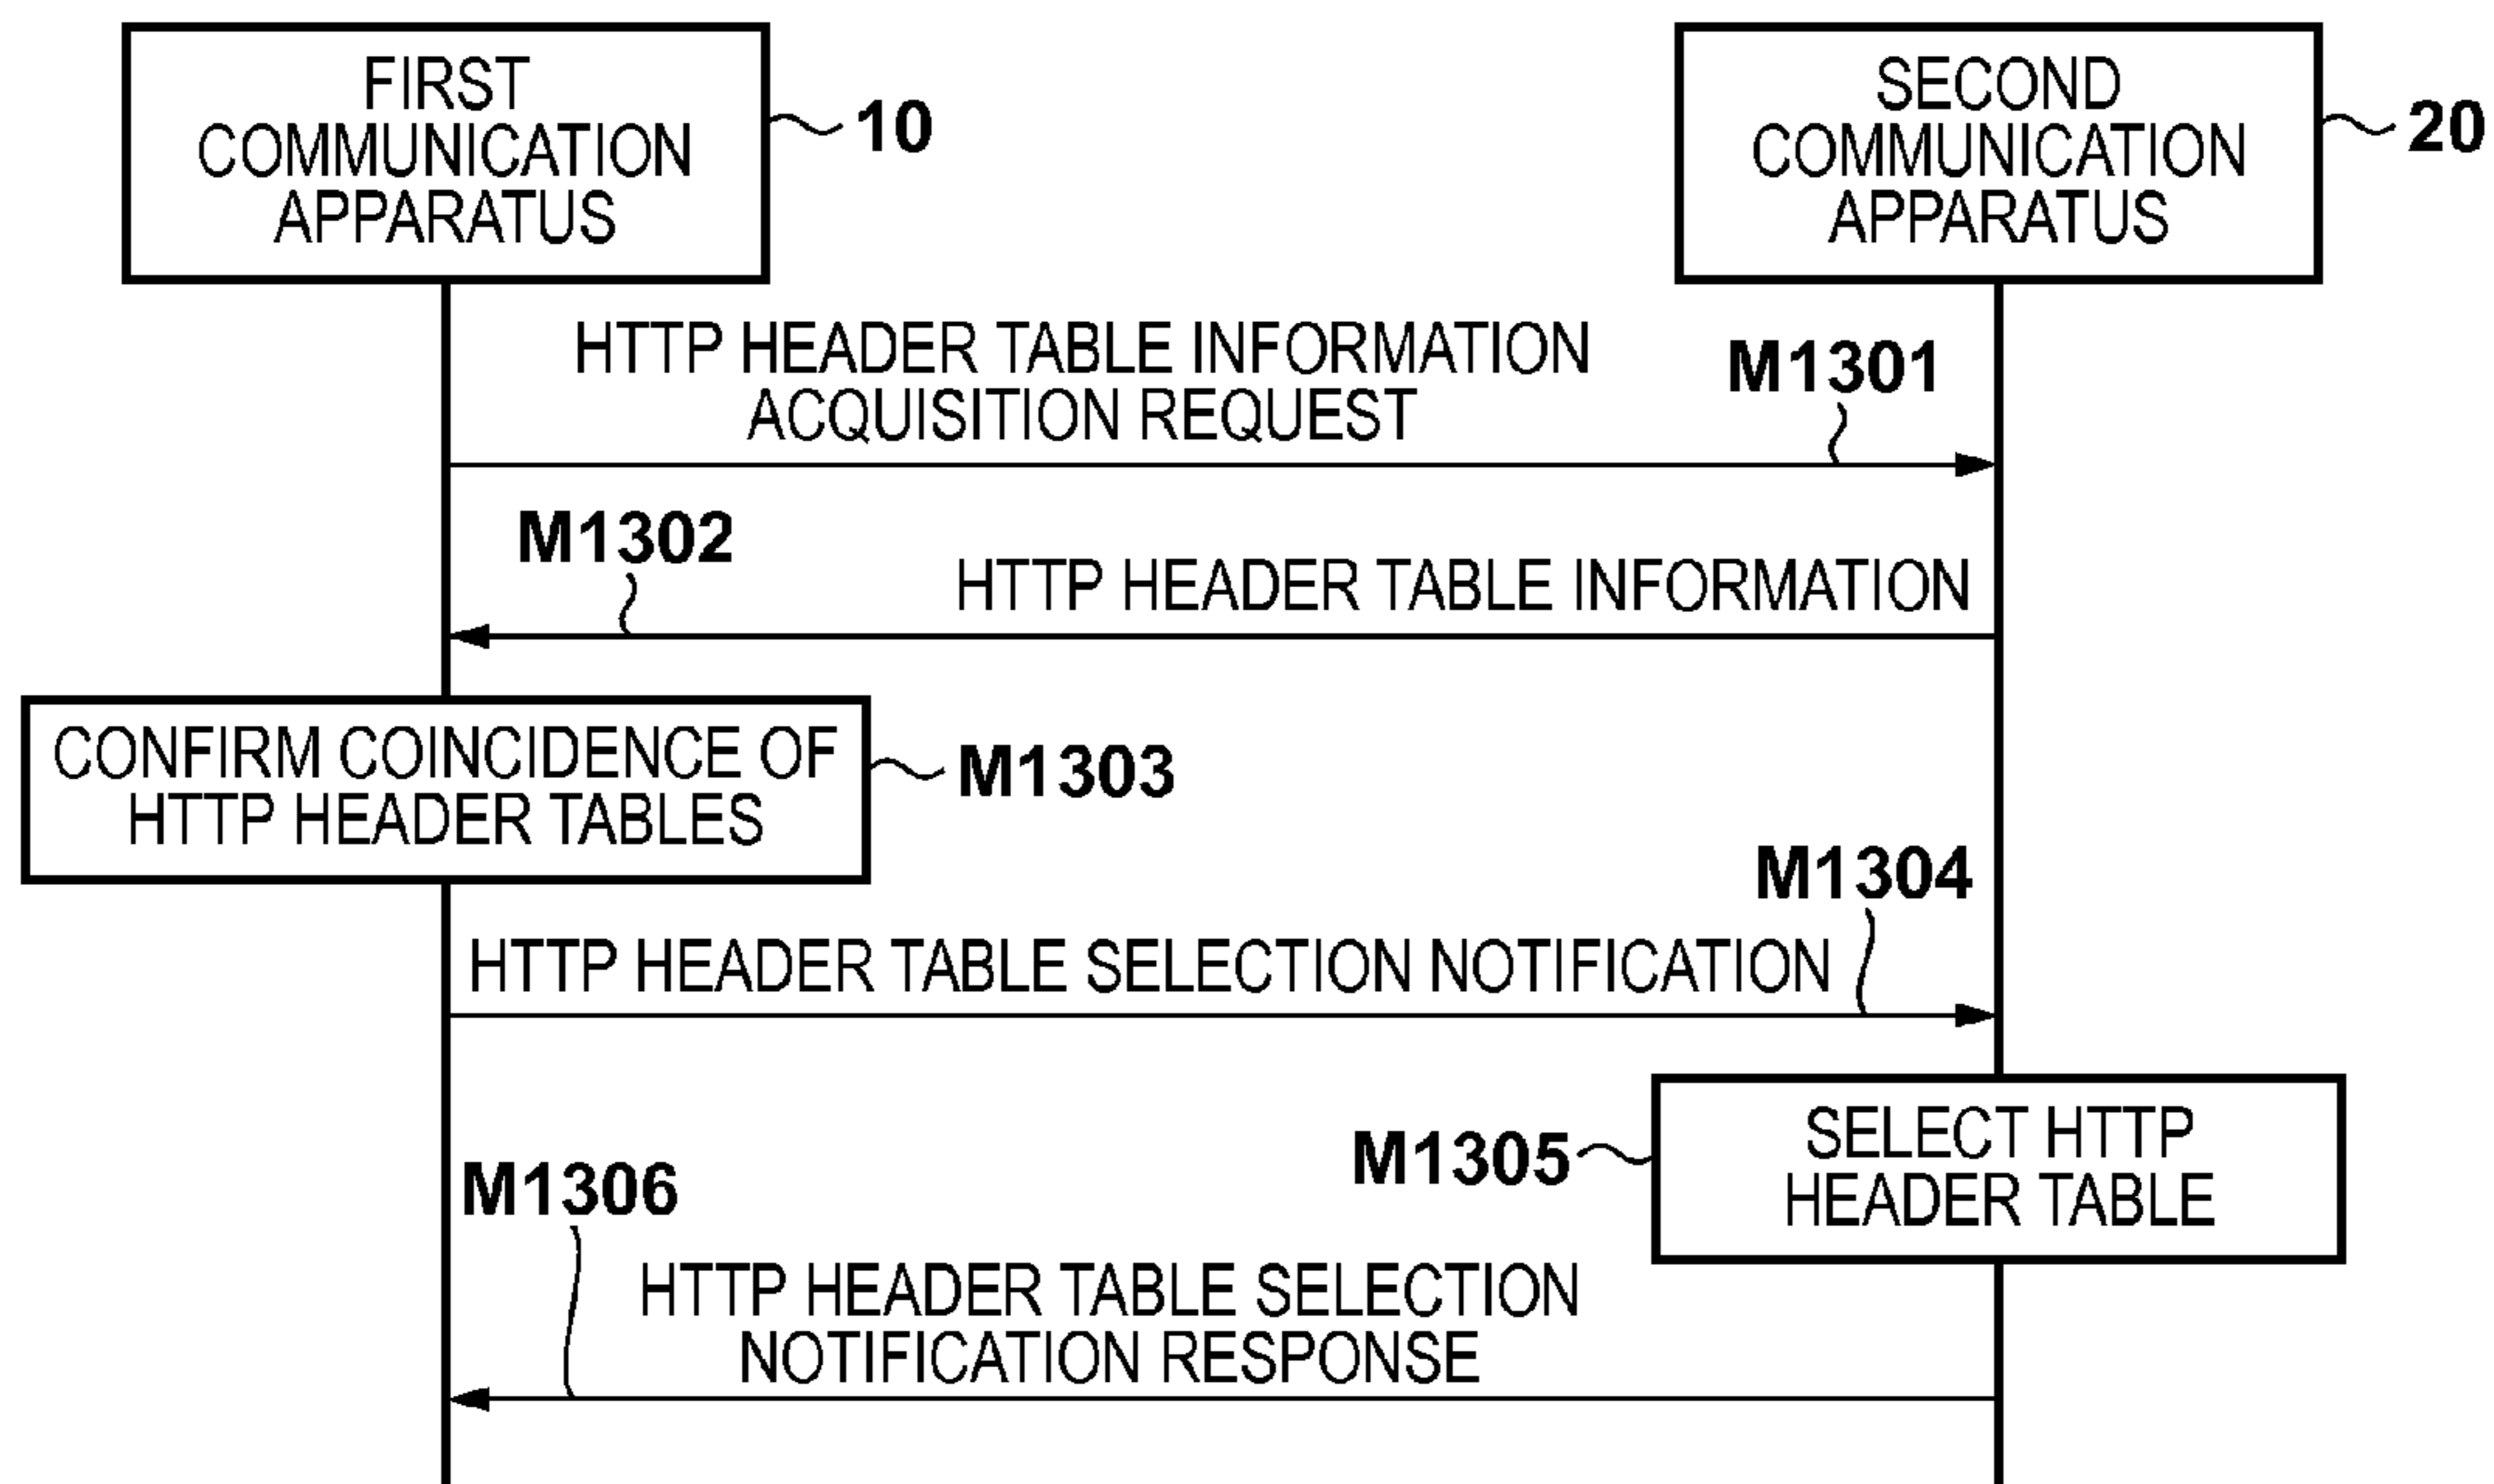 FIRST
COMMUNICATION
APPARATUS
10
SECOND
COMMUNICATION
APPARATUS
20
HTTP HEADER TABLE INFORMATION
ACQUISITION REQUEST
M1301
M1302
HTTP HEADER TABLE INFORMATION
CONFIRM COINCIDENCE OF
HTTP HEADER TABLES
M1303
M1304
HTTP HEADER TABLE SELECTION NOTIFICATION
M1305
SELECT HTTP
HEADER TABLE
M1306
HTTP HEADER TABLE SELECTION
NOTIFICATION RESPONSE